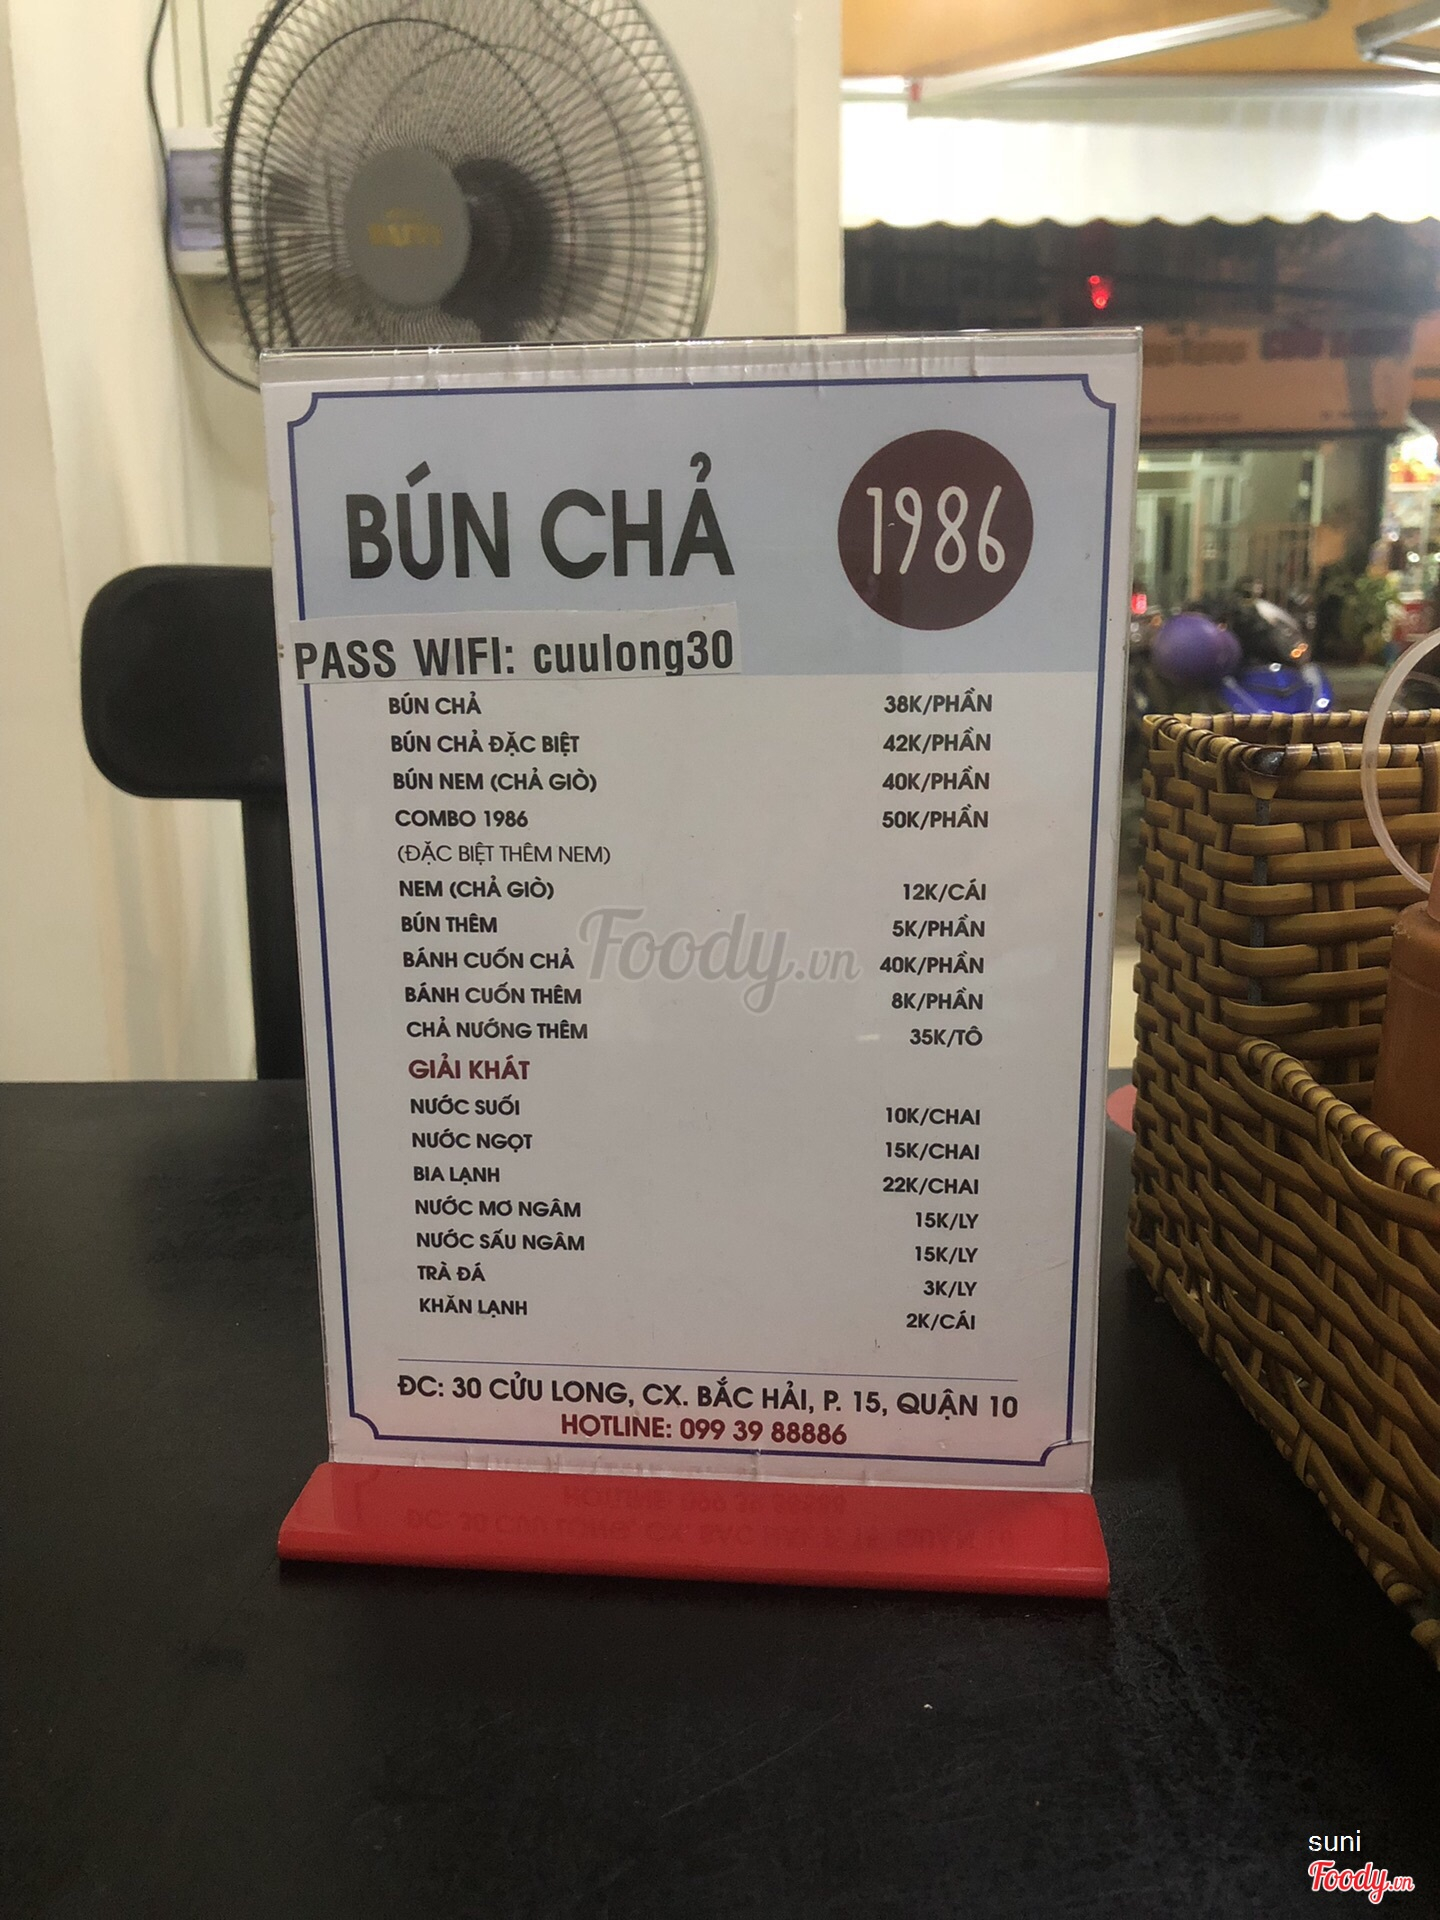 BÚN CHẢ 1986
PASS WIFI: cuulong30
BÚN CHẢ 38K/PHẦN
BÚN CHẢ ĐẶC BIỆT 42K/PHẦN
BÚN NEM (CHẢ GIÒ) 40K/PHẦN
COMBO 1986 50K/PHẦN
(ĐẶC BIỆT THÊM NEM)
NEM (CHẢ GIÒ) 12K/CÁI
BÚN THÊM 5K/PHẦN
BÁNH CUỐN CHẢ 40K/PHẦN
BÁNH CUỐN THÊM 8K/PHẦN
CHẢ NƯỚNG THÊM 35K/TÔ
GIẢI KHÁT
NƯỚC SUỐI 10K/CHAI
NƯỚC NGỌT 15K/CHAI
BIA LẠNH 22K/CHAI
NƯỚC MƠ NGÂM 15K/LY
NƯỚC SẤU NGÂM 15K/LY
TRÀ ĐÁ 3K/LY
KHĂN LẠNH 2K/CÁI
ĐC: 30 CỬU LONG, CX. BẮC HẢI, P. 15, QUẬN 10
HOTLINE: 099 39 88886
Foody.vn
suni
Foody.vn